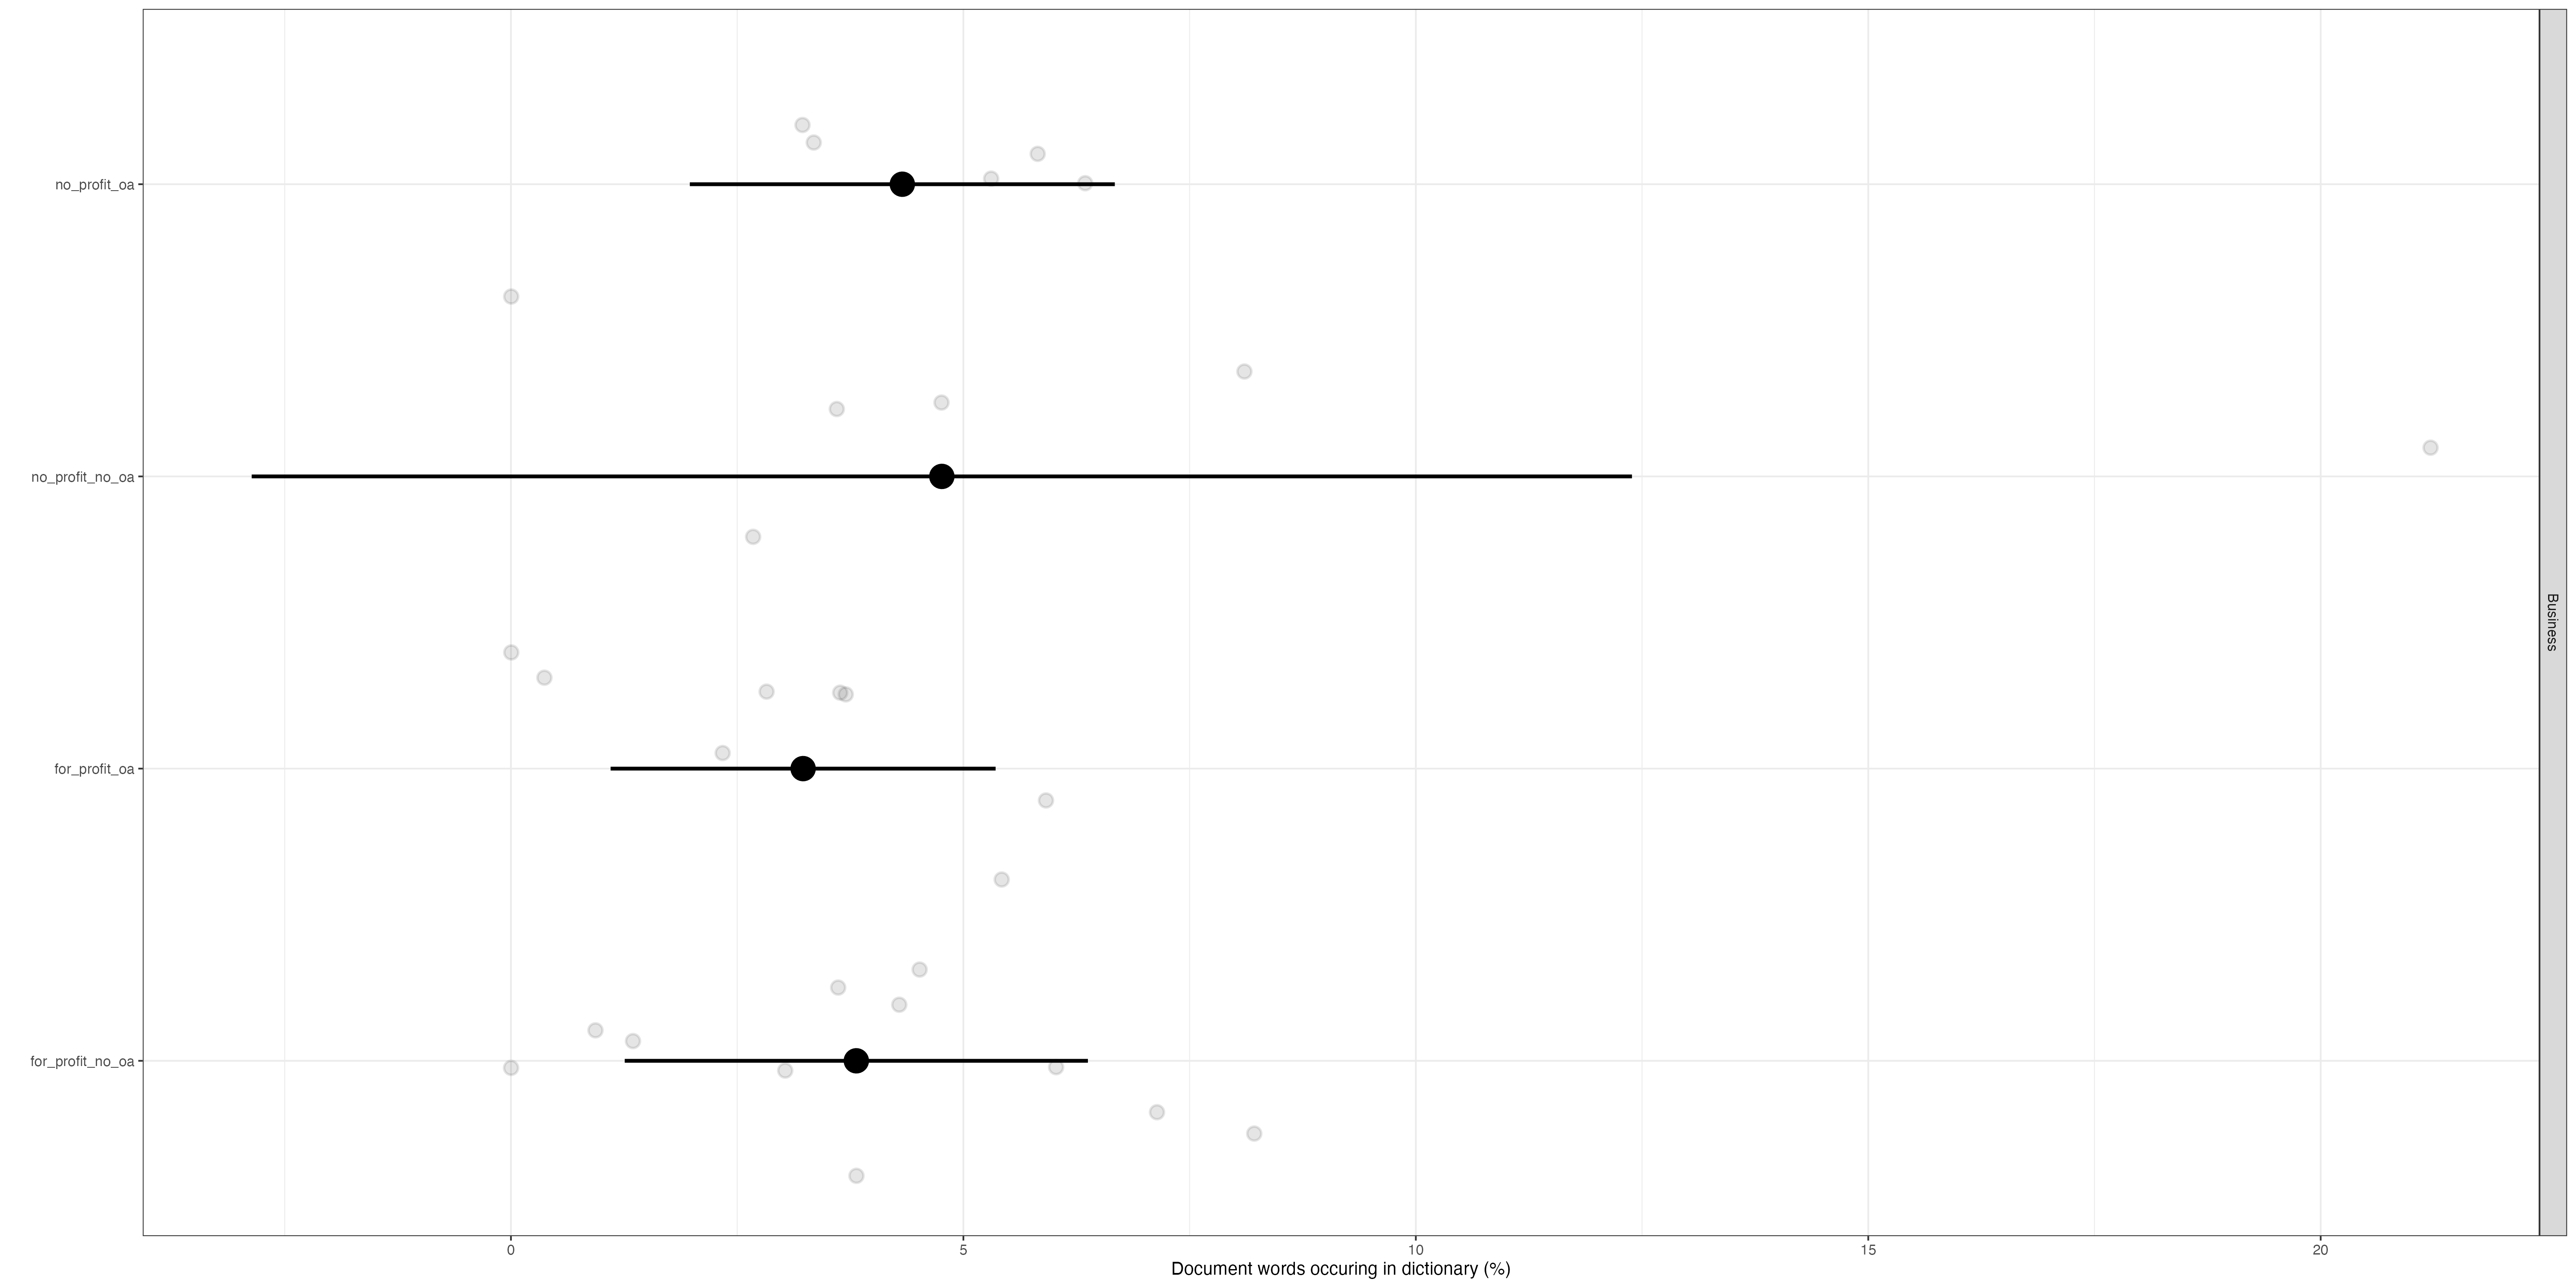 no_profit_oa
no_profit_no_oa
for_profit_oa
for_profit_no_oa
Business
0
5
10
15
20
Document words occuring in dictionary (%)